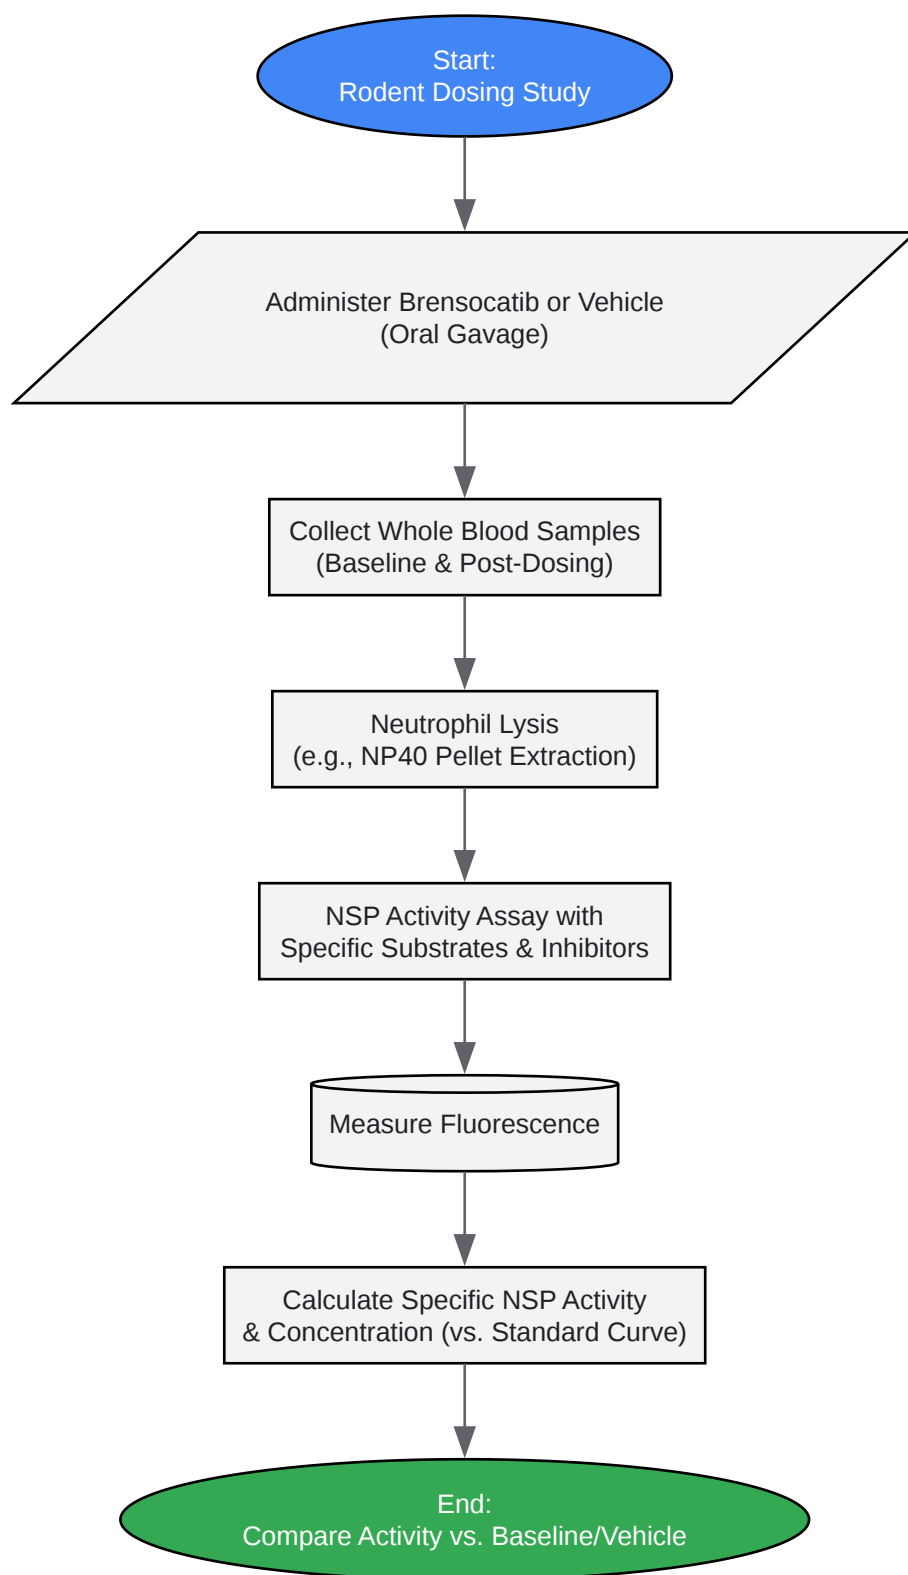 Start:
Rodent Dosing Study
Administer Brensocatib or Vehicle
(Oral Gavage)
Collect Whole Blood Samples
(Baseline & Post-Dosing)
Neutrophil Lysis
(e.g., NP40 Pellet Extraction)
NSP Activity Assay with
Specific Substrates & Inhibitors
Measure Fluorescence
Calculate Specific NSP Activity
& Concentration (vs. Standard Curve)
End:
Compare Activity vs. Baseline/Vehicle